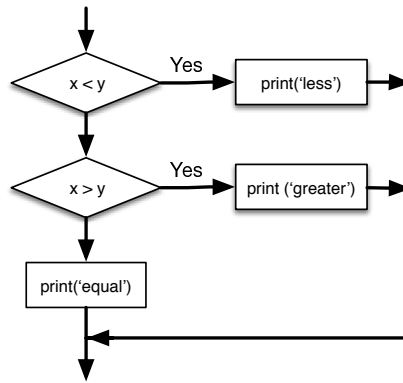 Yes
x < y
print(‘less’)
Yes
x > y
print (‘greater’)
print(‘equal’)